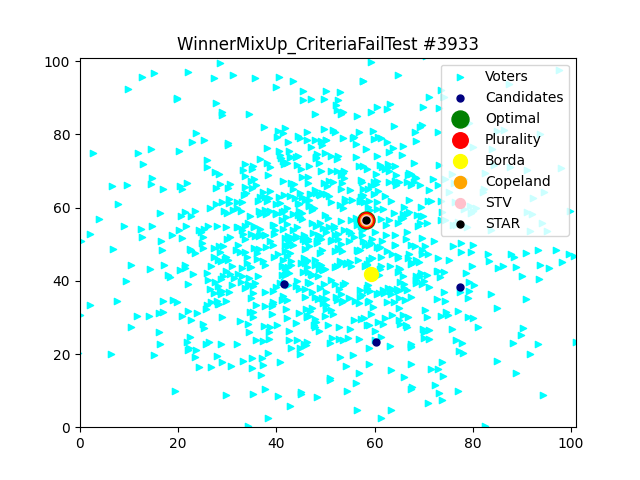 WinnerMixUp_CriteriaFailTest #3933
100
80
60
40
20
0
0
20
40
60
80
100
Voters
Candidates
Optimal
Plurality
Borda
Copeland
STV
STAR